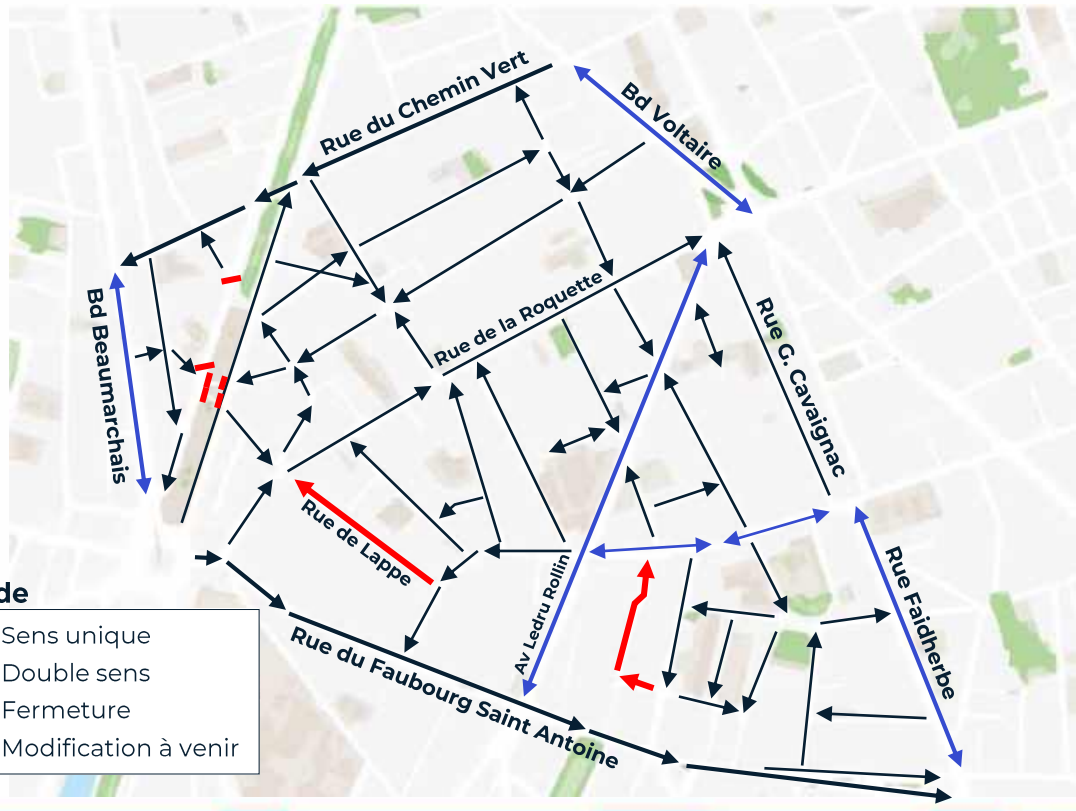 Rue du Chemin Vert
Bd Voltaire
Bd Beaumarchais
Rue de la Roquette
Rue G. Cavaignac
Rue de Lappe
Av Ledru Rollin
Rue Faidherbe
Rue du Faubourg Saint Antoine
de
Sens unique
Double sens
Fermeture
Modification à venir